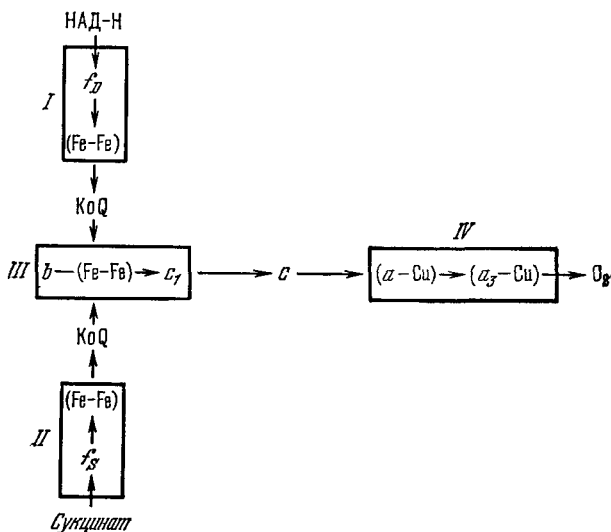 НАД-Н
I
f_D
(Fe-Fe)
KoQ
III b—(Fe-Fe)→c_1 → c → IV (a-Cu)→(a_3-Cu)→O_2
KoQ
(Fe-Fe)
II
f_S
Сукцинат